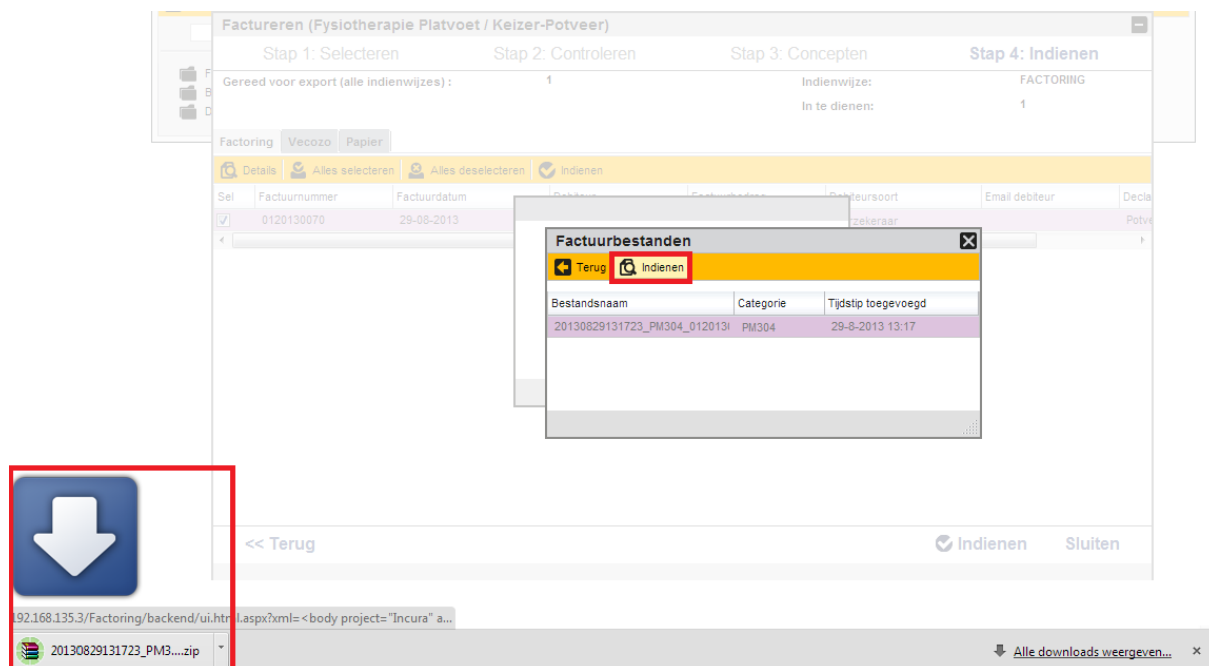 Factureren (Fysiotherapie Platvoet / Keizer-Potveer)
Stap 1: Selecteren Stap 2: Controleren Stap 3: Concepten Stap 4: Indienen
Gereed voor export (alle indienwijzes) : 1 Indienwijze: FACTORING
In te dienen: 1
F
B
D
Factoring Vecozo Papier
Details Alles selecteren Alles deselecteren Indienen
Sel Factuurnummer Factuurdatum Debiteursoort Email debiteur Decla
0120130070 29-08-2013 rzekeraar Potve
Factuurbestanden
Terug Indienen
Bestandsnaam Categorie Tijdstip toegevoegd
20130829131723_PM304_012013 PM304 29-8-2013 13:17
<< Terug Indienen Sluiten
192.168.135.3/Factoring/backend/ui.html.aspx?xml=<body project="Incura" a...
20130829131723_PM3....zip Alle downloads weergeven... ×